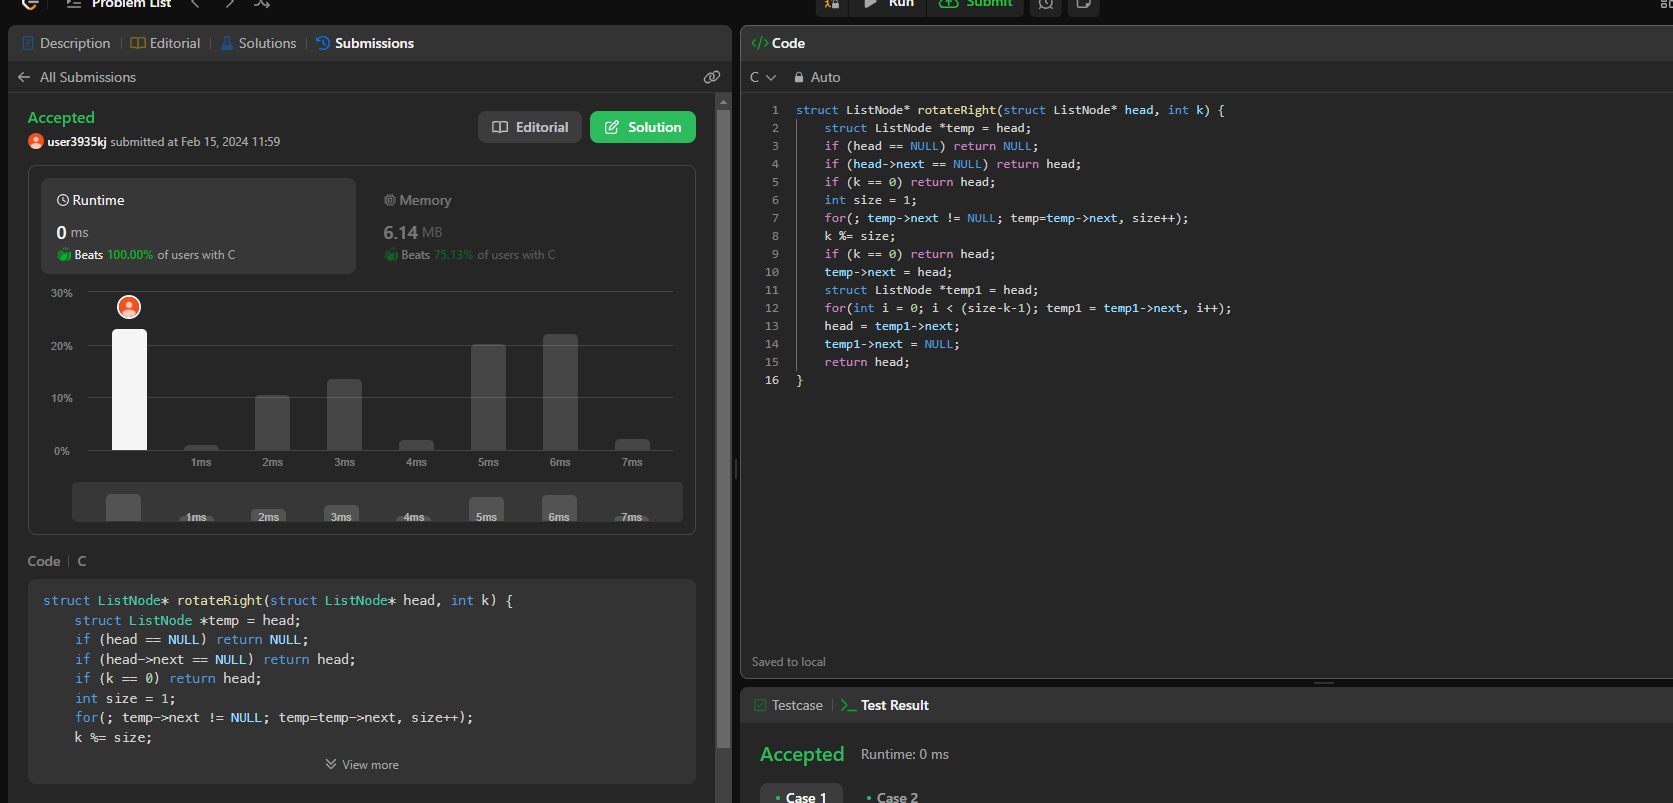 Problem List
Run
Submit
Description
Editorial
Solutions
Submissions
All Submissions
Accepted
user3935kj submitted at Feb 15, 2024 11:59
Editorial
Solution
Runtime
0 ms
Beats 100.00% of users with C
Memory
6.14 MB
Beats 75.13% of users with C
30%
20%
10%
0%
1ms 2ms 3ms 4ms 5ms 6ms 7ms
1ms 2ms 3ms 4ms 5ms 6ms 7ms
Code | C
struct ListNode* rotateRight(struct ListNode* head, int k) {
    struct ListNode *temp = head;
    if (head == NULL) return NULL;
    if (head->next == NULL) return head;
    if (k == 0) return head;
    int size = 1;
    for(; temp->next != NULL; temp=temp->next, size++);
    k %= size;
View more
</> Code
C
Auto
1 struct ListNode* rotateRight(struct ListNode* head, int k) {
2     struct ListNode *temp = head;
3     if (head == NULL) return NULL;
4     if (head->next == NULL) return head;
5     if (k == 0) return head;
6     int size = 1;
7     for(; temp->next != NULL; temp=temp->next, size++);
8     k %= size;
9     if (k == 0) return head;
10     temp->next = head;
11     struct ListNode *temp1 = head;
12     for(int i = 0; i < (size-k-1); temp1 = temp1->next, i++);
13     head = temp1->next;
14     temp1->next = NULL;
15     return head;
16 }
Saved to local
Testcase
Test Result
Accepted
Runtime: 0 ms
Case 1
Case 2